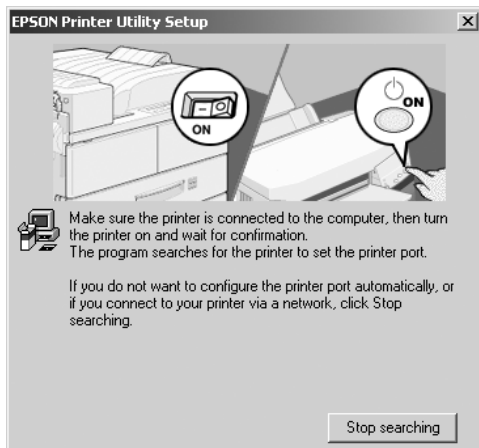 EPSON Printer Utility Setup
ON
ON
Make sure the printer is connected to the computer, then turn
the printer on and wait for confirmation.
The program searches for the printer to set the printer port.
If you do not want to configure the printer port automatically, or
if you connect to your printer via a network, click Stop
searching.
Stop searching